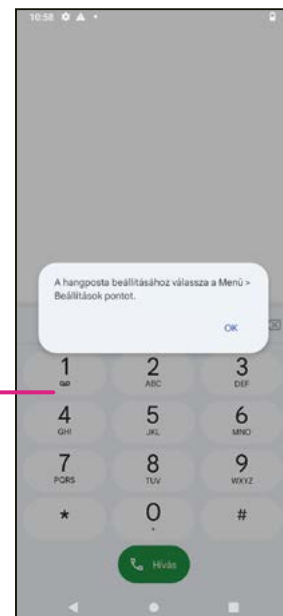 10:58
A hangposta beállításához válassza a Menü >
Beállítások pontot.
OK
1 2 3
ABC DEF
4 5 6
GHI JKL MNO
7 8 9
PQRS TUV WXYZ
* 0 #
Hívás